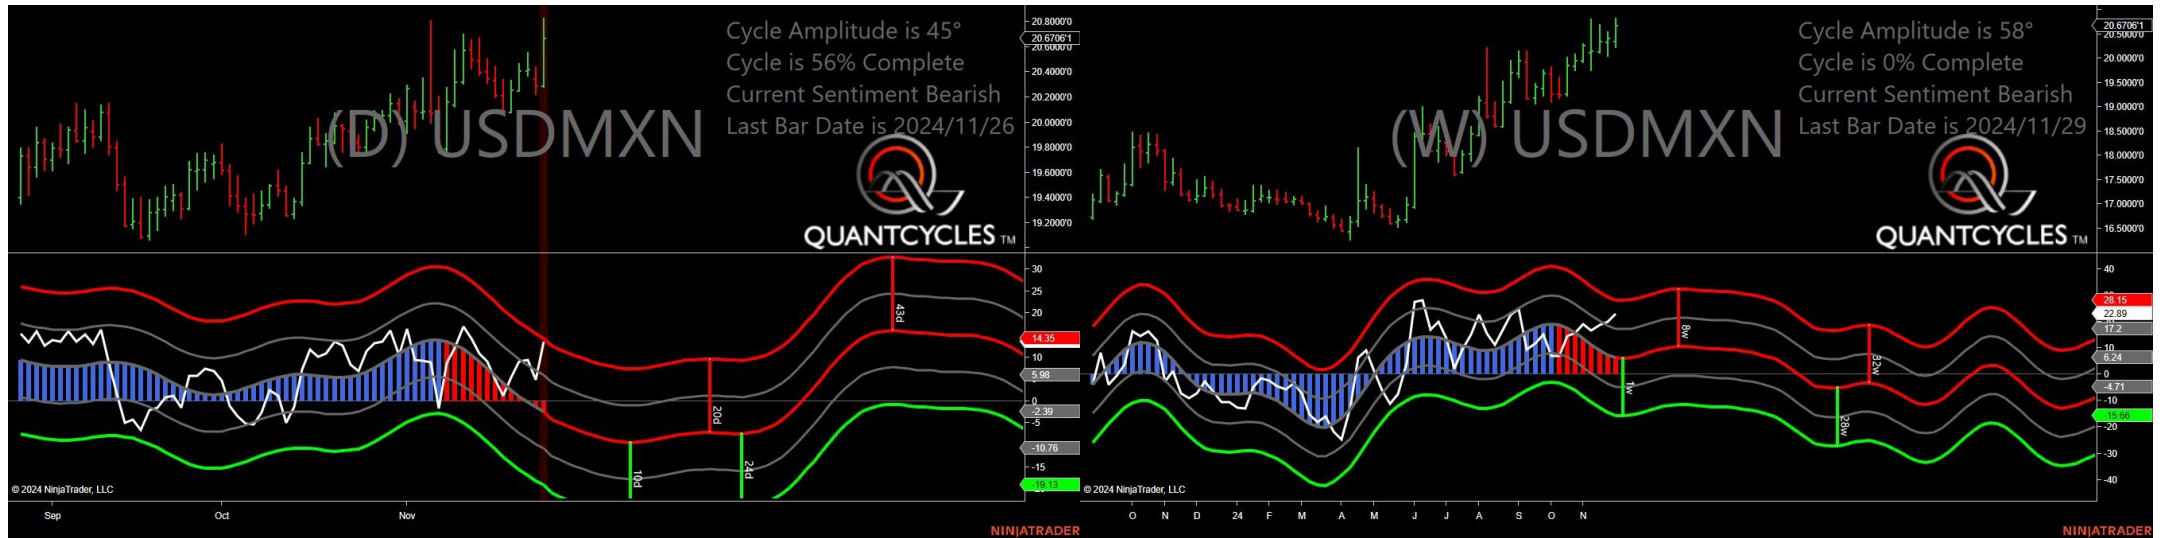 Cycle Amplitude is 45°
Cycle is 56% Complete
Current Sentiment Bearish
Last Bar Date is 2024/11/26
(D) USDMXN
QUANTCYCLES TM
20.8000'0
20.6706'1
20.6000'0
20.4000'0
20.2000'0
20.0000'0
19.8000'0
19.6000'0
19.4000'0
19.2000'0
30
25
20
14.35
10
5.98
0
-2.39
-5
-10.76
-15
-19.13
43d
20d
10d
24d
© 2024 NinjaTrader, LLC
Sep Oct Nov
NINJATRADER
Cycle Amplitude is 58°
Cycle is 0% Complete
Current Sentiment Bearish
Last Bar Date is 2024/11/29
(W) USDMXN
QUANTCYCLES TM
20.6706'1
20.5000'0
20.0000'0
19.5000'0
19.0000'0
18.5000'0
18.0000'0
17.5000'0
17.0000'0
16.5000'0
40
28.15
22.89
17.2
10
6.24
0
-4.71
-10
-15.66
-20
-30
-40
8w
1w
32w
28w
© 2024 NinjaTrader, LLC
O N D 24 F M A M J J A S O N
NINJATRADER